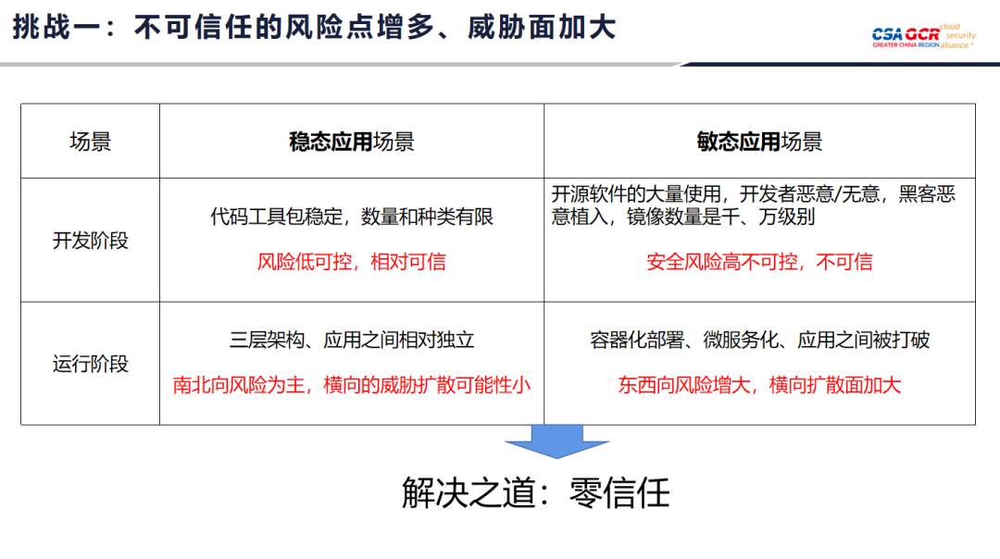 挑战一：不可信任的风险点增多、威胁面加大
CSA GCR cloud security alliance®
GREATER CHINA REGION
场景
稳态应用场景
敏态应用场景
开发阶段
代码工具包稳定，数量和种类有限
风险低可控，相对可信
开源软件的大量使用，开发者恶意/无意，黑客恶
意植入，镜像数量是千、万级别
安全风险高不可控，不可信
运行阶段
三层架构、应用之间相对独立
南北向风险为主，横向的威胁扩散可能性小
容器化部署、微服务化、应用之间被打破
东西向风险增大，横向扩散面加大
解决之道：零信任